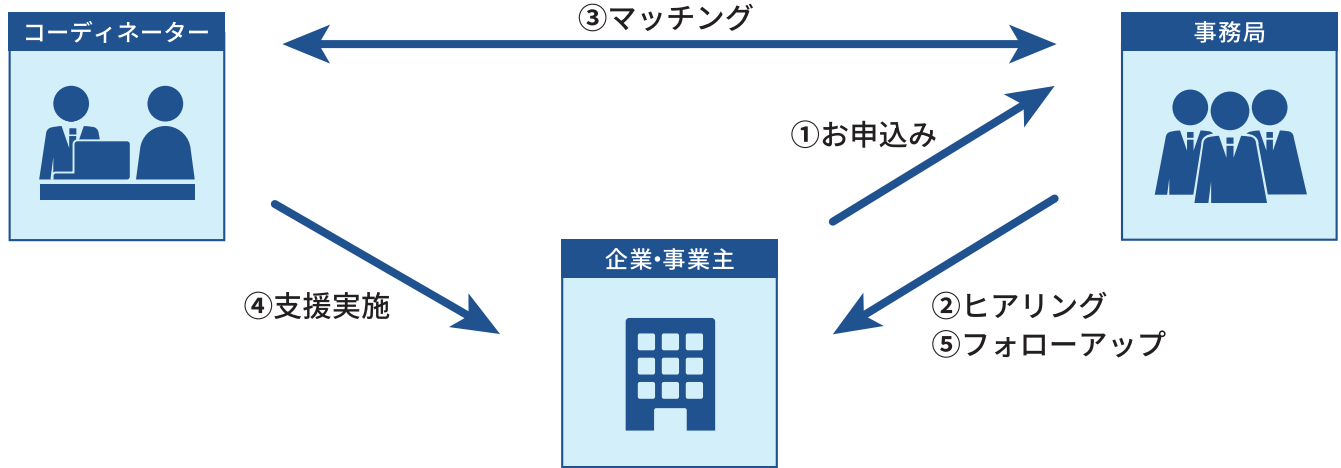 ③マッチング
コーディネーター
事務局
①お申込み
企業・事業主
④支援実施
②ヒアリング
⑤フォローアップ